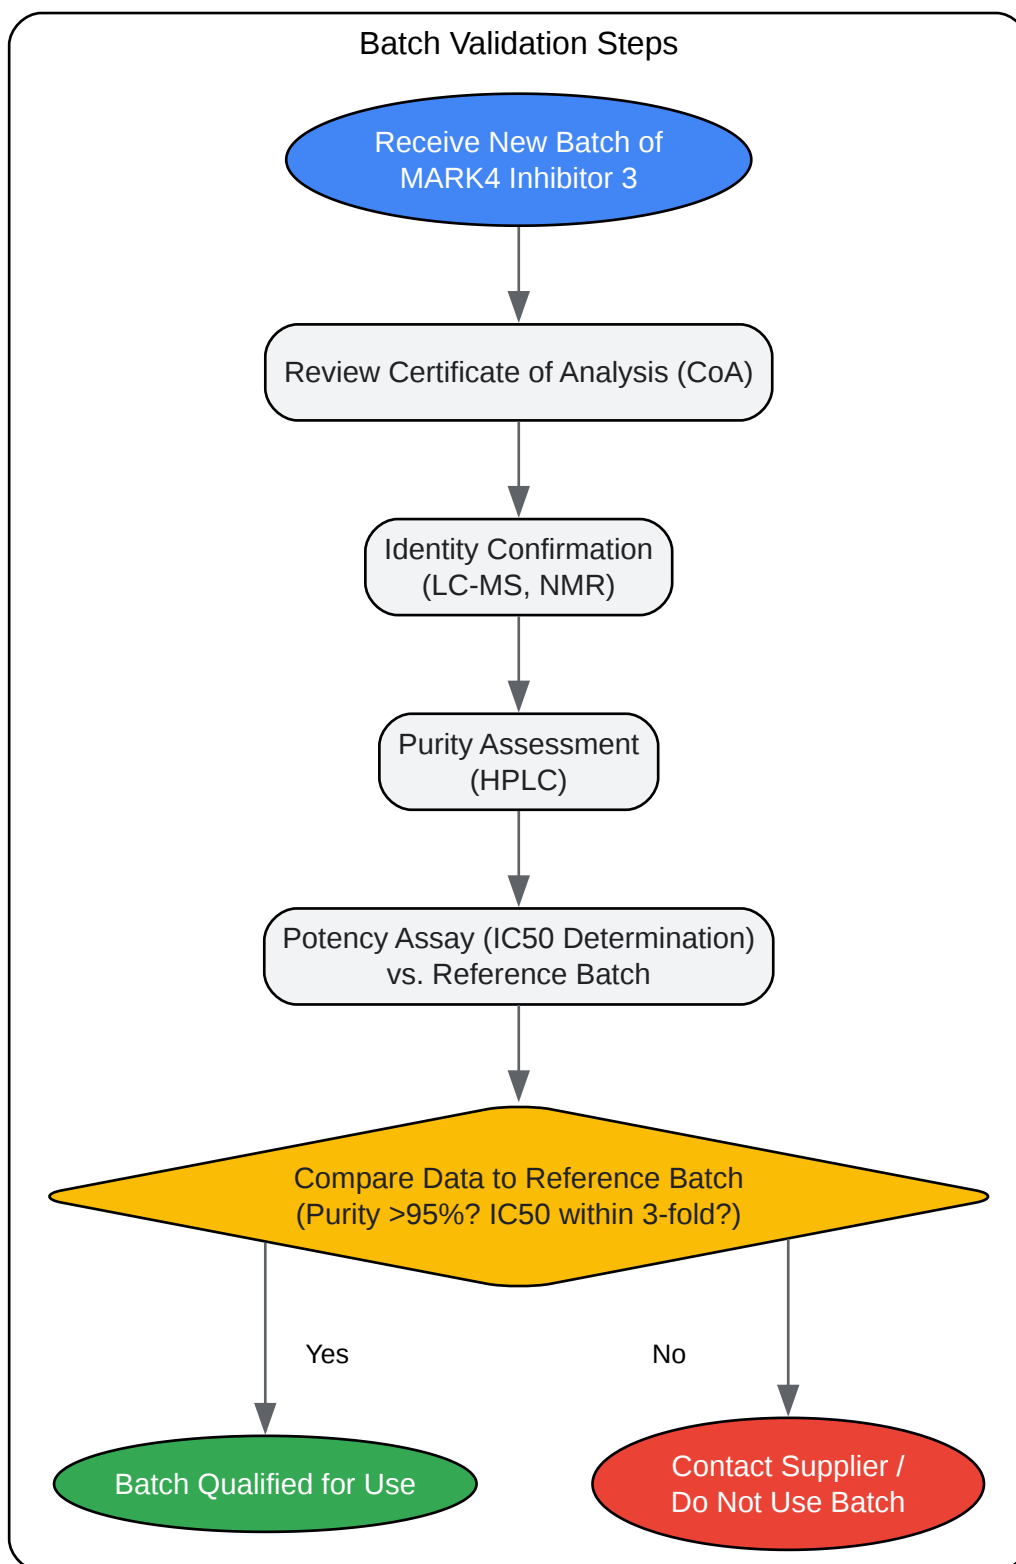 Batch Validation Steps
Receive New Batch of
MARK4 Inhibitor 3
Review Certificate of Analysis (CoA)
Identity Confirmation
(LC-MS, NMR)
Purity Assessment
(HPLC)
Potency Assay (IC50 Determination)
vs. Reference Batch
Compare Data to Reference Batch
(Purity >95%? IC50 within 3-fold?)
Yes
No
Batch Qualified for Use
Contact Supplier /
Do Not Use Batch